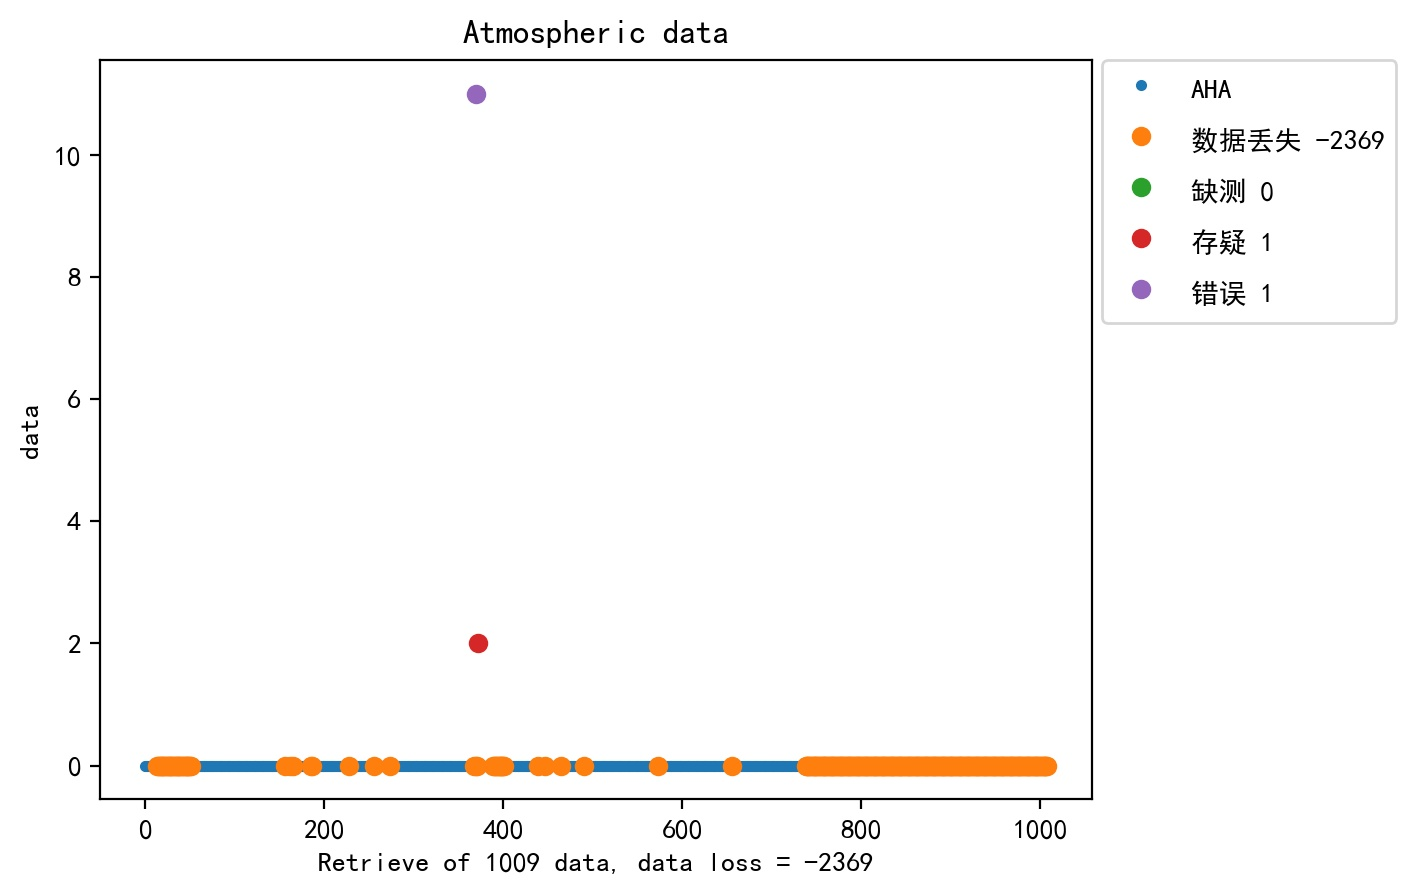 Atmospheric data
AHA
数据丢失 -2369
缺测 0
存疑 1
错误 1
10
8
6
4
2
0
data
0 200 400 600 800 1000
Retrieve of 1009 data, data loss = -2369